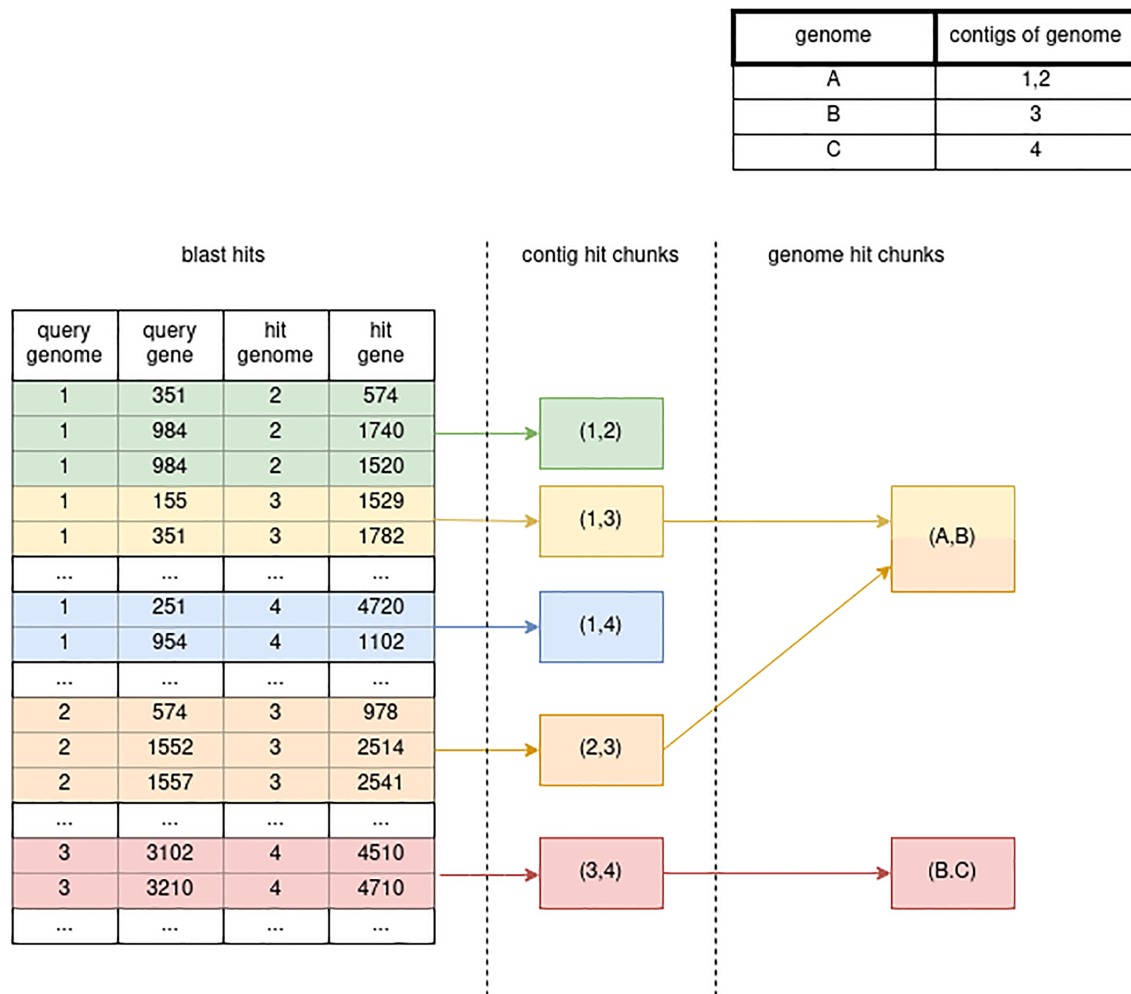 genome contigs of genome
A 1,2
B 3
C 4
blast hits contig hit chunks genome hit chunks
query query hit hit
genome gene genome gene
1 351 2 574
1 984 2 1740
1 984 2 1520
(1,2)
1 155 3 1529
1 351 3 1782
(1,3)
(A,B)
... ... ... ...
1 251 4 4720
1 954 4 1102
(1,4)
... ... ... ...
2 574 3 978
2 1552 3 2514
2 1557 3 2541
(2,3)
... ... ... ...
3 3102 4 4510
3 3210 4 4710
(3,4)
(B.C)
... ... ... ...